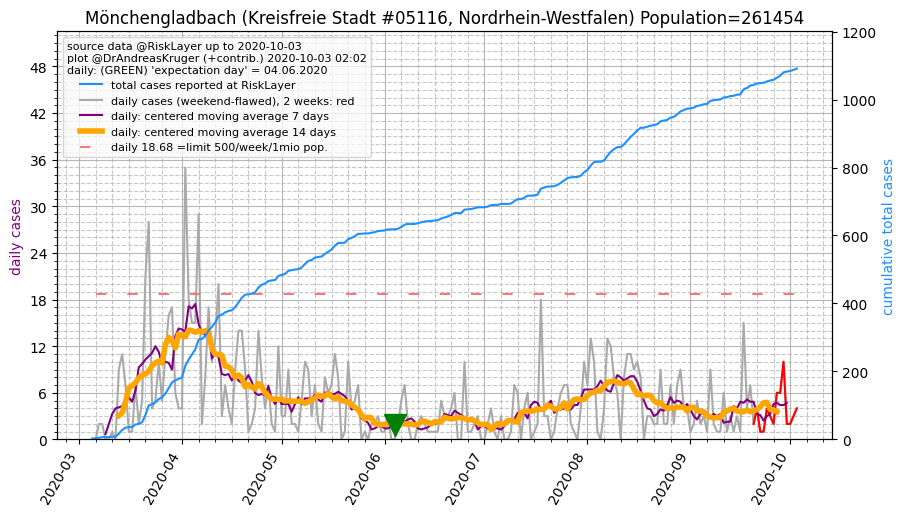 Mönchengladbach (Kreisfreie Stadt #05116, Nordrhein-Westfalen) Population=261454
source data @RiskLayer up to 2020-10-03
plot @DrAndreasKruger (+contrib.) 2020-10-03 02:02
daily: (GREEN) 'expectation day' = 04.06.2020
total cases reported at RiskLayer
daily cases (weekend-flawed), 2 weeks: red
daily: centered moving average 7 days
daily: centered moving average 14 days
daily 18.68 =limit 500/week/1mio pop.
daily cases
48
42
36
30
24
18
12
6
0
cumulative total cases
1200
1000
800
600
400
200
0
2020-03
2020-04
2020-05
2020-06
2020-07
2020-08
2020-09
2020-10